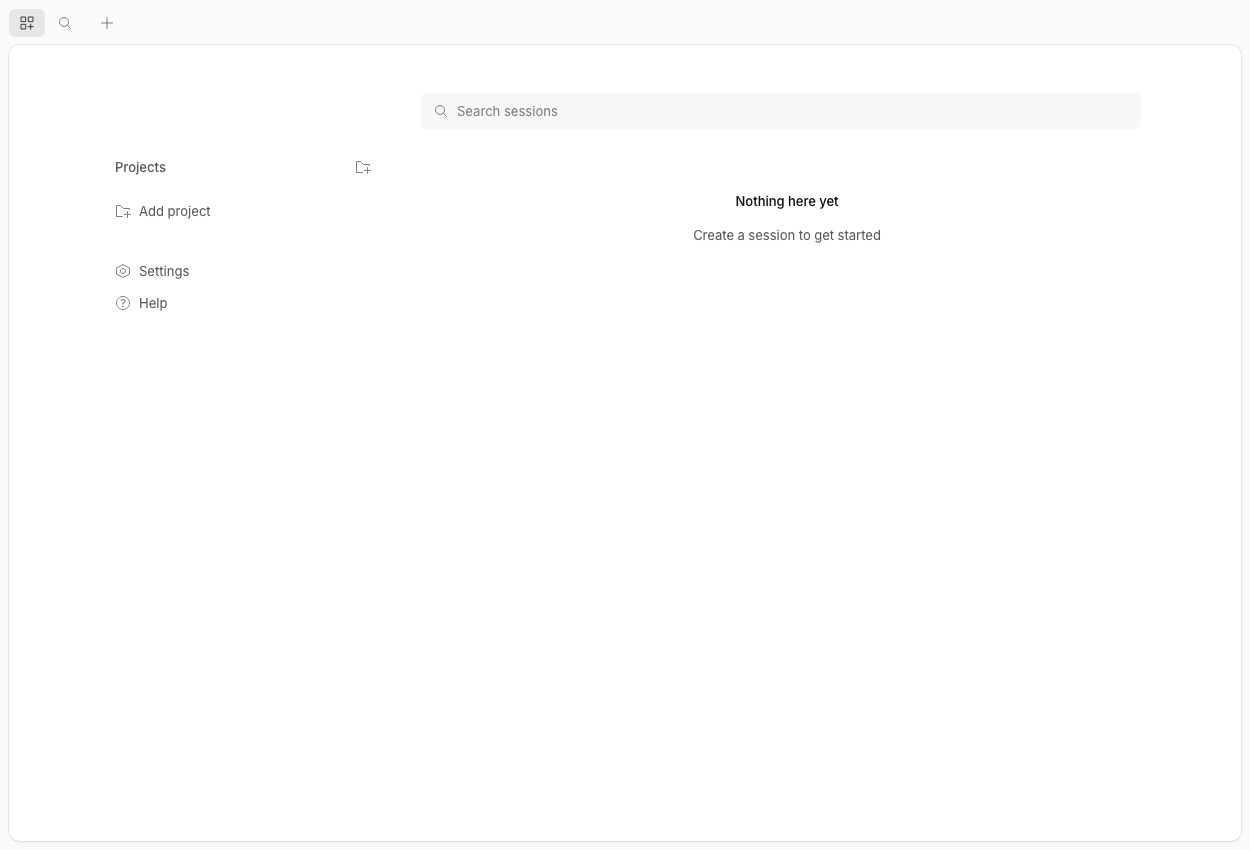 Search sessions
Projects
Add project
Settings
Help
Nothing here yet
Create a session to get started